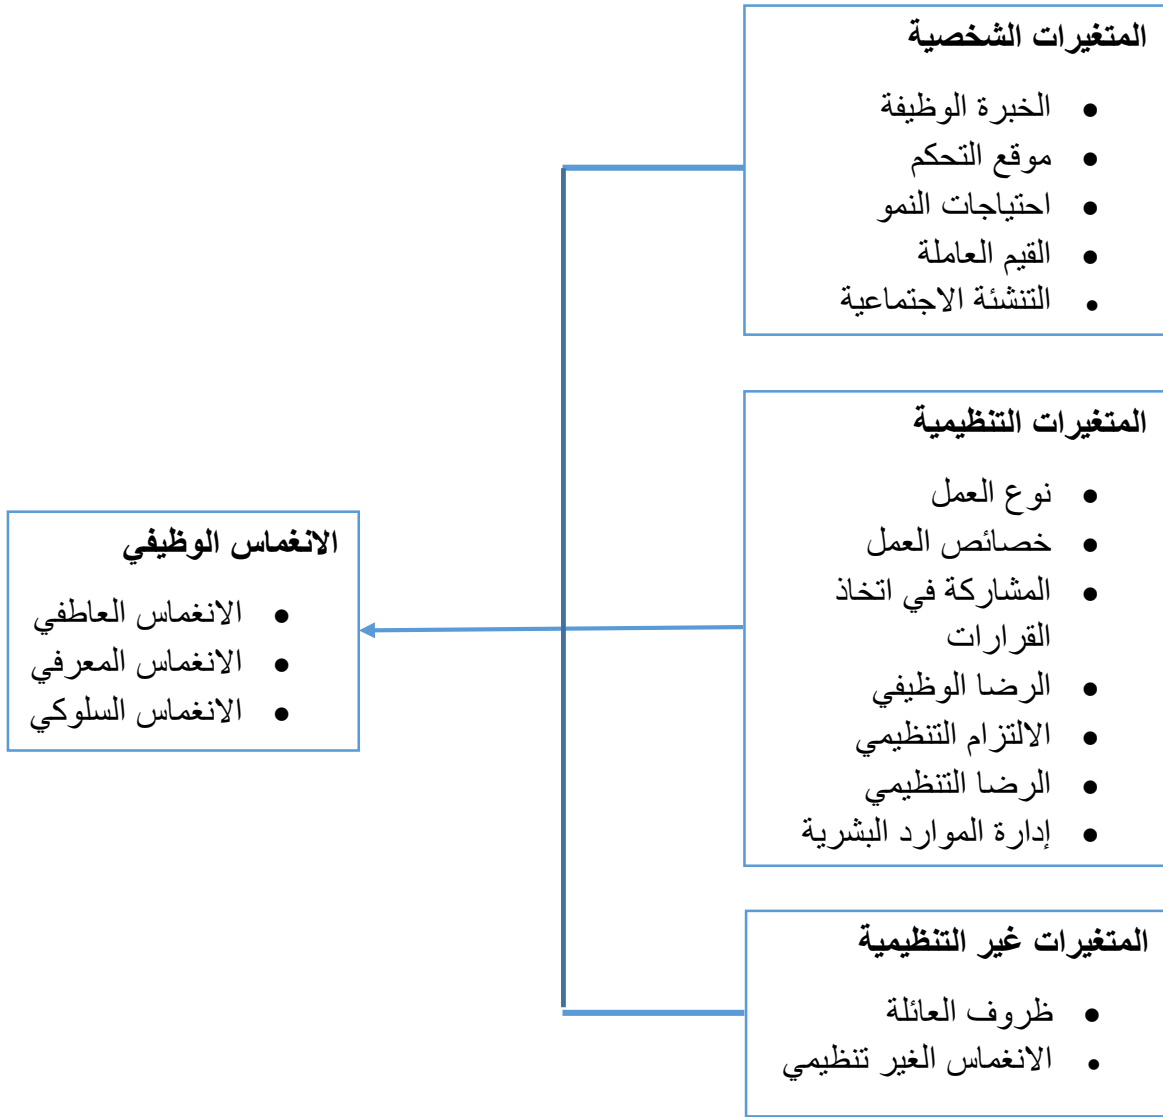 المتغيرات الشخصية
● الخبرة الوظيفة
● موقع التحكم
● احتياجات النمو
● القيم العاملة
● التنشئة الاجتماعية
المتغيرات التنظيمية
● نوع العمل
● خصائص العمل
● المشاركة في اتخاذ
القرارات
● الرضا الوظيفي
● الالتزام التنظيمي
● الرضا التنظيمي
● إدارة الموارد البشرية
المتغيرات غير التنظيمية
● ظروف العائلة
● الانغماس الغير تنظيمي
الانغماس الوظيفي
● الانغماس العاطفي
● الانغماس المعرفي
● الانغماس السلوكي